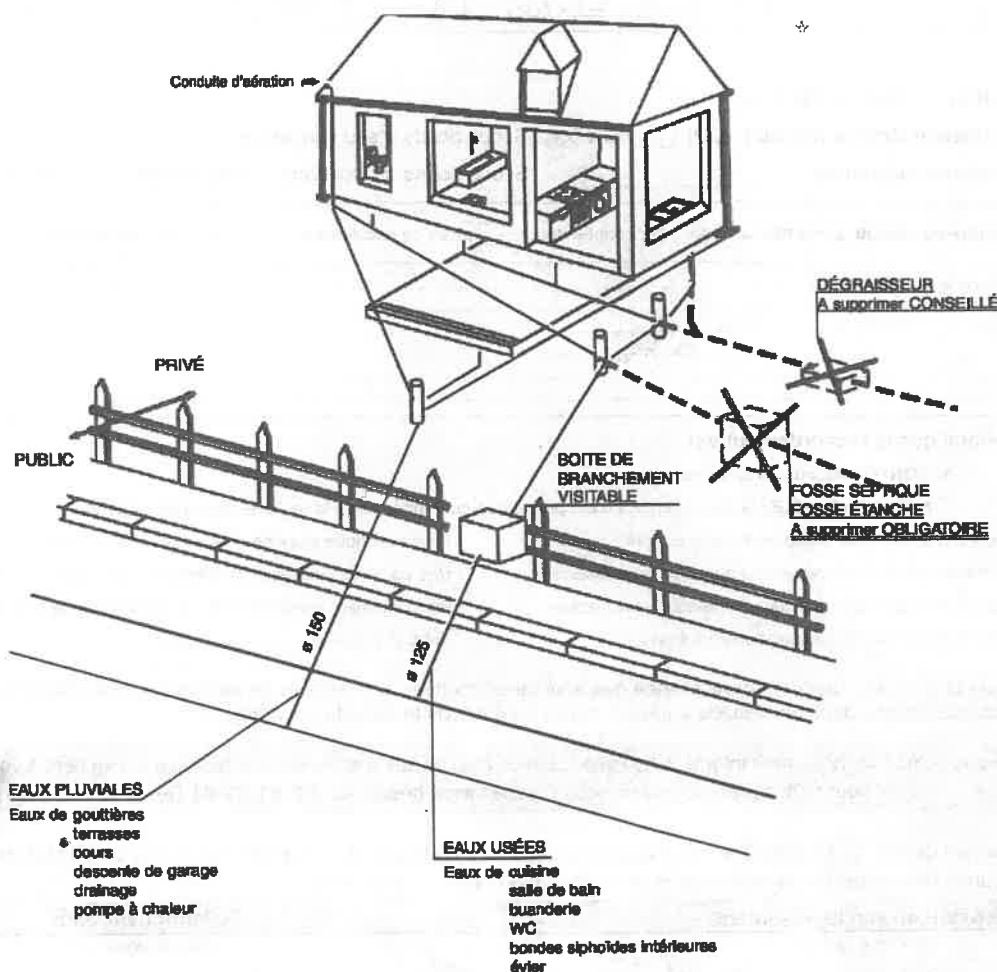 Conduite d'aération
DÉGRAISSEUR
A supprimer CONSEILLÉ
PRIVÉ
PUBLIC
BOITE DE
BRANCHEMENT
VISITABLE
FOSSE SEPTIQUE
FOSSE ÉTANCHE
A supprimer OBLIGATOIRE
ø 150
ø 125
EAUX PLUVIALES
Eaux de gouttières
terrasses
cours
descente de garage
drainage
pompe à chaleur
EAUX USÉES
Eaux de cuisine
salle de bain
buanderie
WC
bondes siphoïdes intérieures
évier